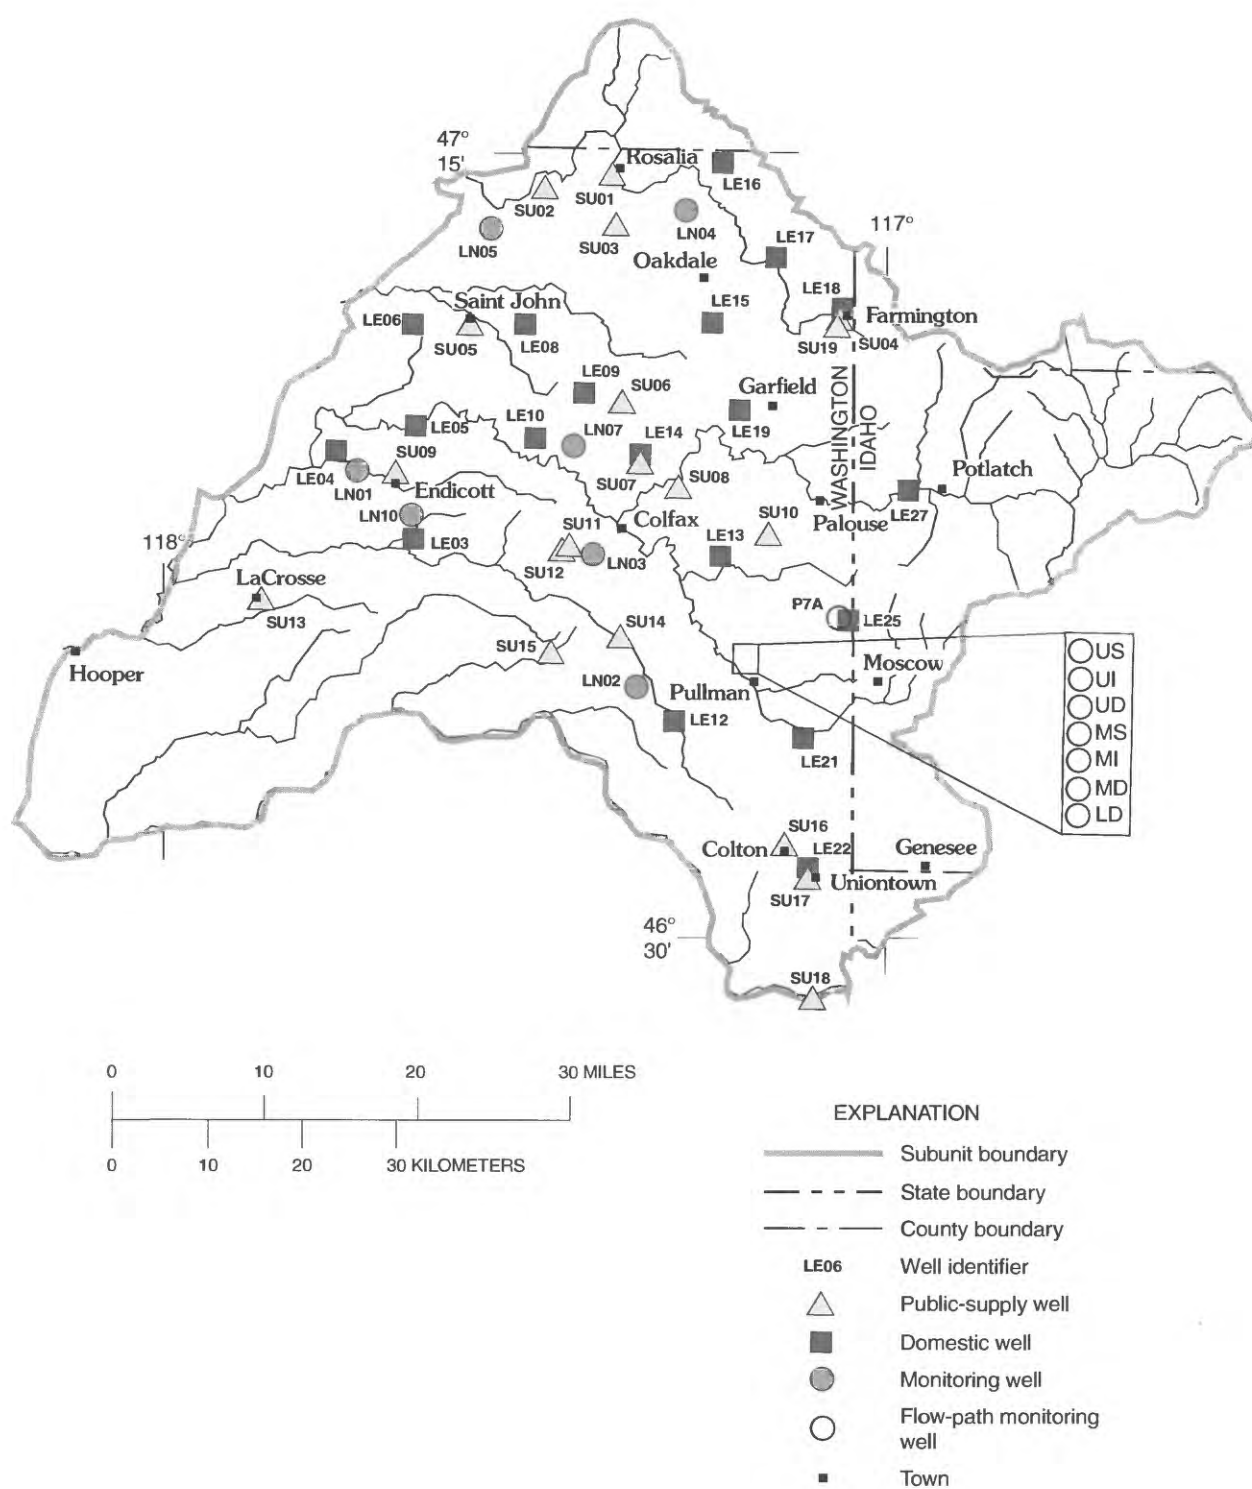 47°
15'
Rosalia
LE16
SU01
SU02
LN05
SU03
LN04
117°
LE17
Oakdale
LE18
Saint John
LE06
SU05
LE08
LE15
Farmington
SU19
SU04
LE09
SU06
Garfield
WASHINGTON
IDAHO
LE05
LE10
LN07
LE14
LE19
SU09
LE04
LN01
Endicott
SU07
SU08
Potlatch
LE27
Palouse
LN10
SU11
Colfax
SU10
118°
LE03
SU12
LN03
LE13
LaCrosse
SU13
P7A
LE25
SU14
SU15
Hooper
LN02
Pullman
Moscow
LE12
LE21
US
UI
UD
MS
MI
MD
LD
SU16
Colton
LE22
Genesee
SU17
Uniontown
46°
30'
SU18
0 10 20 30 MILES
0 10 20 30 KILOMETERS
EXPLANATION
Subunit boundary
State boundary
County boundary
LE06 Well identifier
Public-supply well
Domestic well
Monitoring well
Flow-path monitoring
well
Town